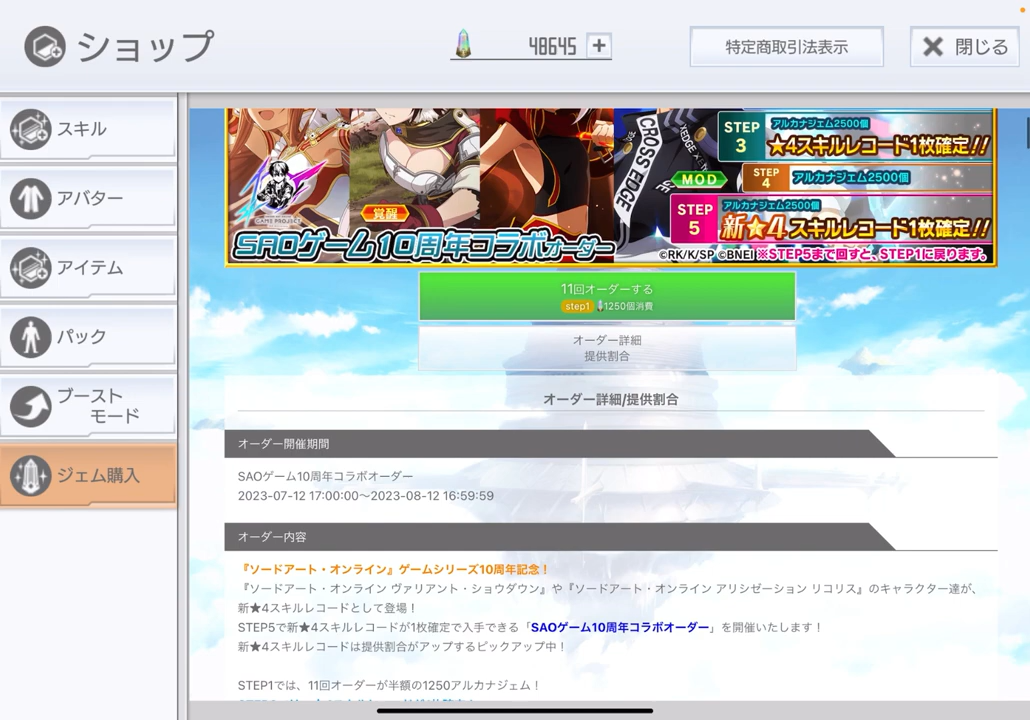 ショップ
48645
特定商取引法表示
閉じる
スキル
アバター
アイテム
パック
ブースト
モード
ジェム購入
GAME PROJECT
覚醒
SAOゲーム10周年コラボオーダー
CROSS EDGE
MOD
STEP 3
アルカナジェム2500個
★4スキルレコード1枚確定!!
STEP 4
アルカナジェム2500個
STEP 5
アルカナジェム2500個
新★4スキルレコード1枚確定!!
©RK/K/SP ©BNEI ※STEP5まで回すと、STEP1に戻ります。
11回オーダーする
step1 1250個消費
オーダー詳細
提供割合
オーダー詳細/提供割合
オーダー開催期間
SAOゲーム10周年コラボオーダー
2023-07-12 17:00:00～2023-08-12 16:59:59
オーダー内容
『ソードアート・オンライン』ゲームシリーズ10周年記念！
『ソードアート・オンライン ヴァリアント・ショウダウン』や『ソードアート・オンライン アリシゼーション リコリス』のキャラクター達が、
新★4スキルレコードとして登場！
STEP5で新★4スキルレコードが1枚確定で入手できる「SAOゲーム10周年コラボオーダー」を開催いたします！
新★4スキルレコードは提供割合がアップするピックアップ中！
STEP1では、11回オーダーが半額の1250アルカナジェム！